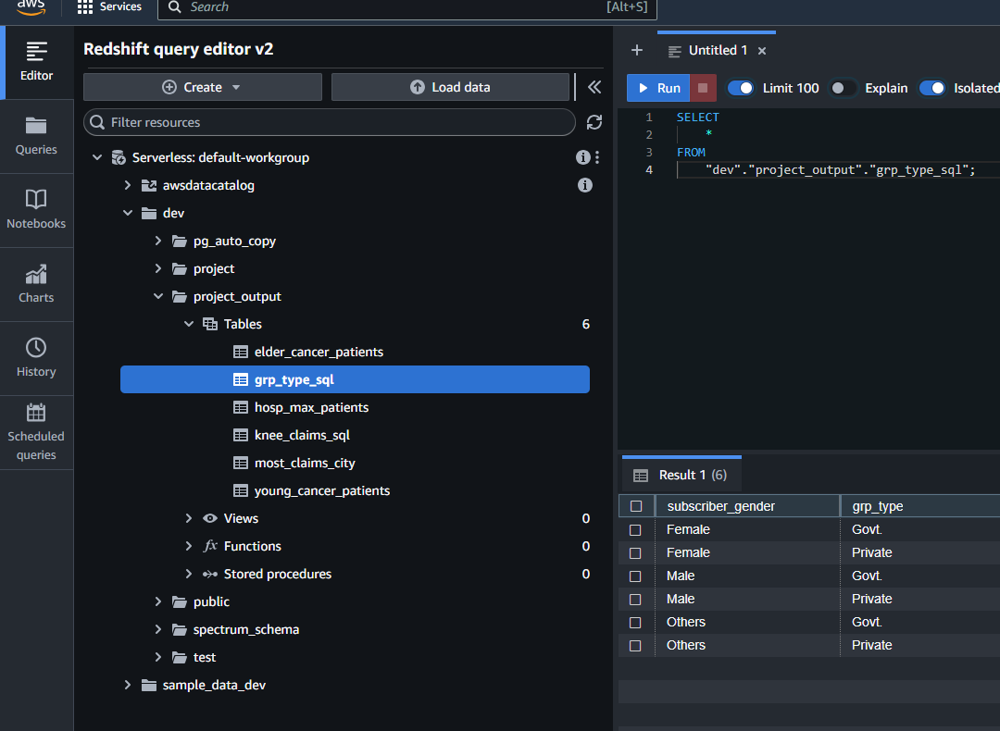 aws
Services
Search
[Alt+S]
Editor
Queries
Notebooks
Charts
History
Scheduled
queries
Redshift query editor v2
Create
Load data
Filter resources
Serverless: default-workgroup
awsdatacatalog
dev
pg_auto_copy
project
project_output
Tables 6
elder_cancer_patients
grp_type_sql
hosp_max_patients
knee_claims_sql
most_claims_city
young_cancer_patients
Views 0
fx Functions 0
Stored procedures 0
public
spectrum_schema
test
sample_data_dev
Untitled 1
Run
Limit 100
Explain
Isolated
1 SELECT
2 *
3 FROM
4 "dev"."project_output"."grp_type_sql";
Result 1 (6)
subscriber_gender grp_type
Female Govt.
Female Private
Male Govt.
Male Private
Others Govt.
Others Private